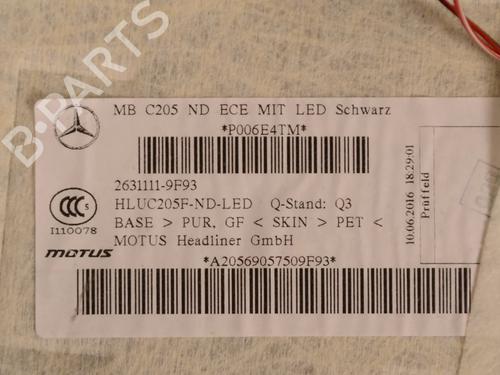 B-PARTS
MB C205 ND ECE MIT LED Schwarz
*P006E4TM*
2631111-9F93
HLUC205F-ND-LED Q-Stand: Q3
BASE > PUR, GF < SKIN > PET <
MOTUS Headliner GmbH
*A20569057509F93*
CCC S
I110078
MOTUS
10.06.2016 18:29:01
Prüffeld